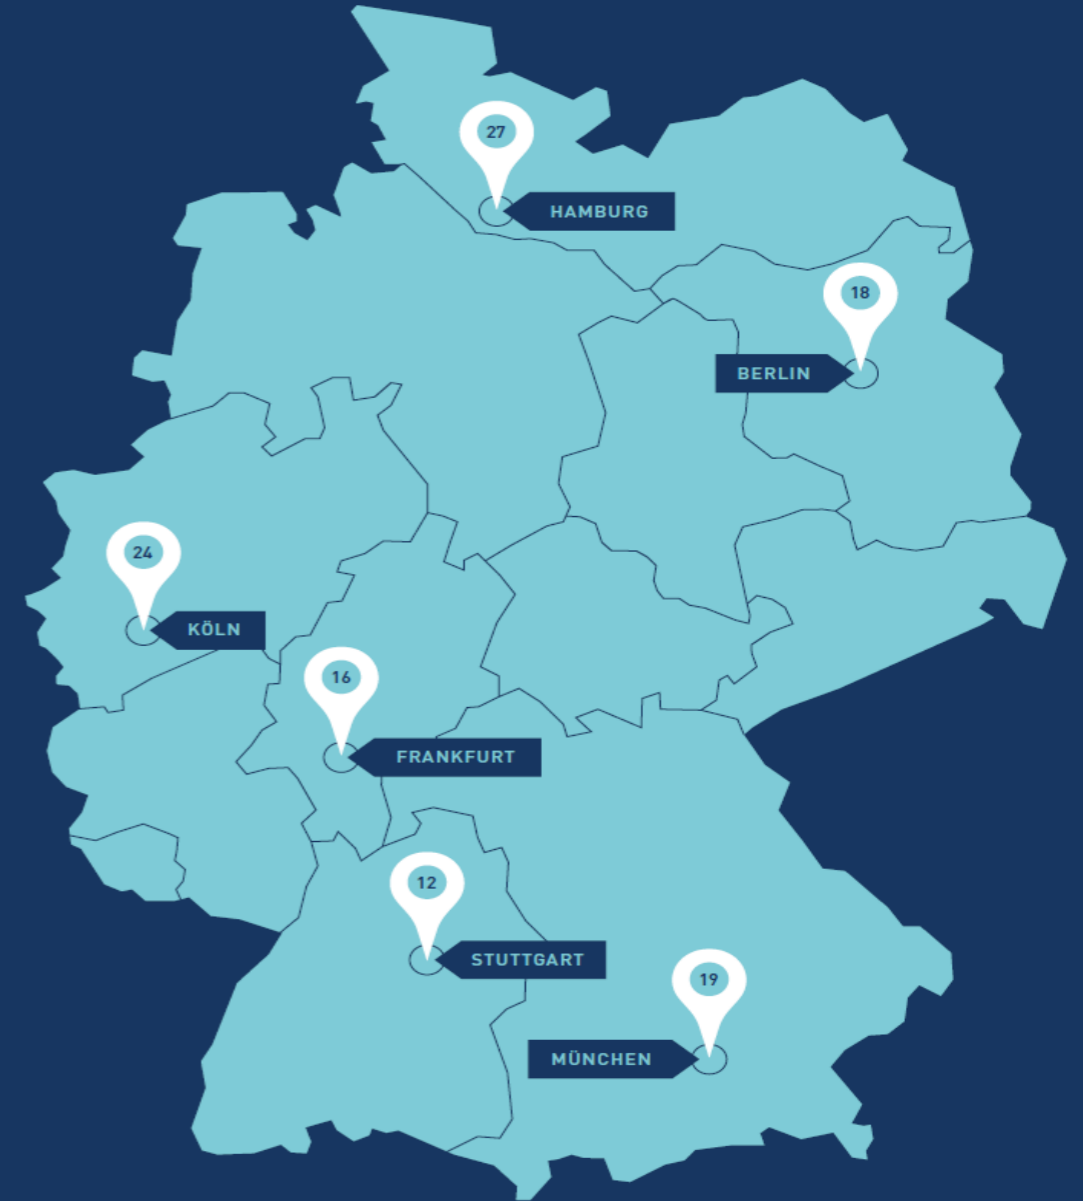 27
HAMBURG
18
BERLIN
24
KÖLN
16
FRANKFURT
12
STUTTGART
19
MÜNCHEN